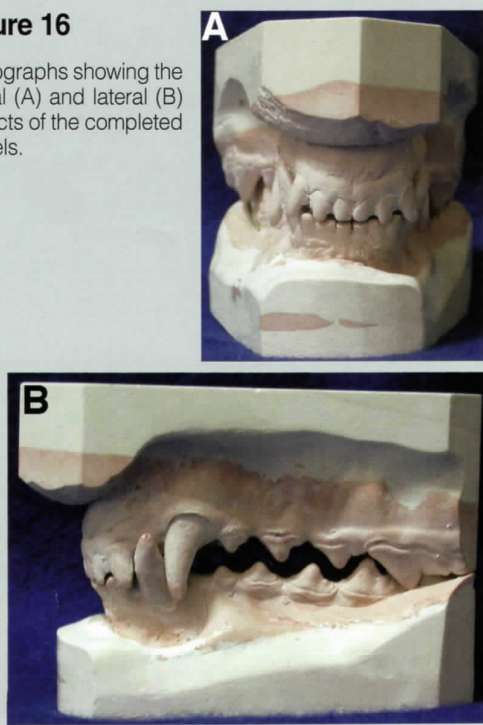 ure 16
ographs showing the
al (A) and lateral (B)
cts of the completed
els.
A
B